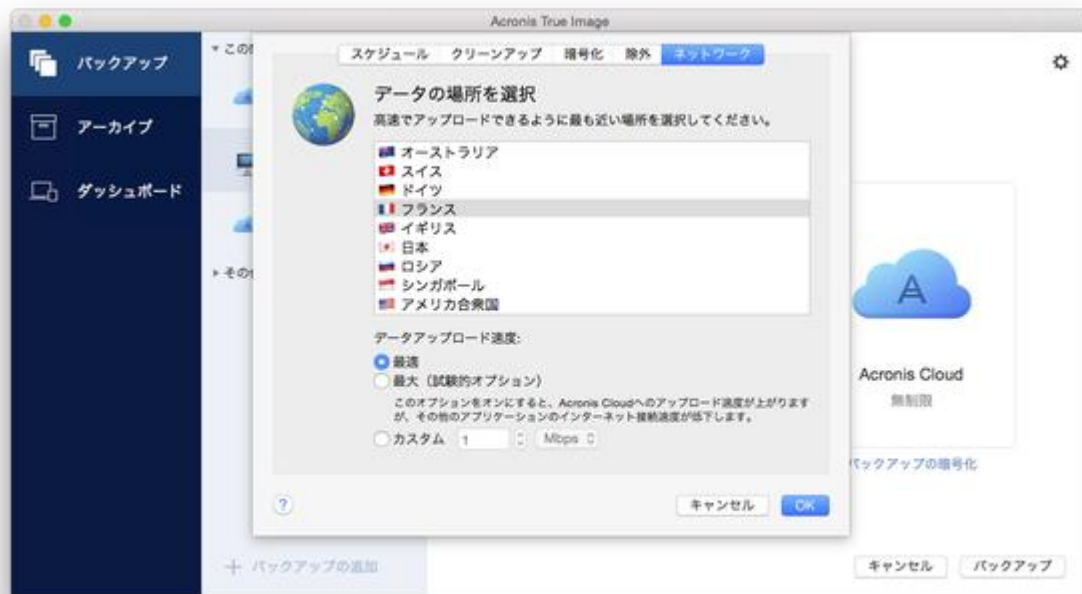 Acronis True Image
バックアップ
アーカイブ
ダッシュボード
スケジュール
クリーンアップ
暗号化
除外
ネットワーク
データの場所を選択
高速でアップロードできるように最も近い場所を選択してください。
オーストラリア
スイス
ドイツ
フランス
イギリス
日本
ロシア
シンガポール
アメリカ合衆国
データアップロード速度:
最適
最大（試験的オプション）
このオプションをオンにすると、Acronis Cloudへのアップロード速度が上がります
が、その他のアプリケーションのインターネット接続速度が低下します。
カスタム 1 Mbps
?
キャンセル
OK
Acronis Cloud
無制限
バックアップの暗号化
バックアップの追加
キャンセル
バックアップ